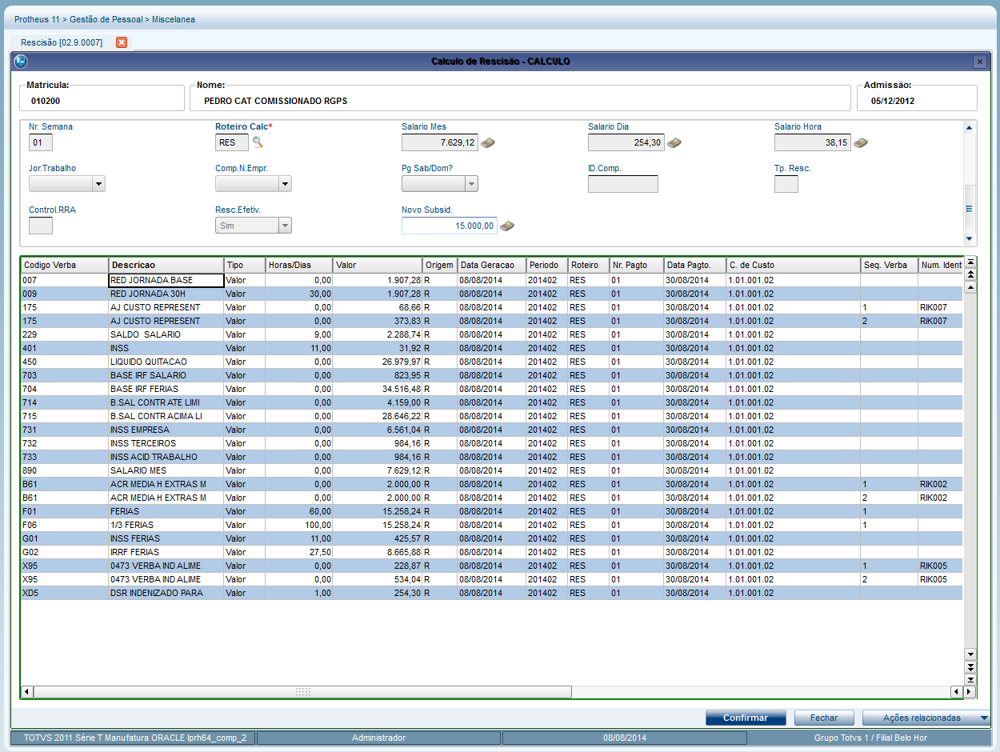 Protheus 11 > Gestão de Pessoal > Miscelanea
Rescisão [02.9.0007]
Calculo de Rescisão - CALCULO
Matricula: Nome: Admissão:
010200 PEDRO CAT COMISSIONADO RGPS 05/12/2012
Nr. Semana Roteiro Calc* Salario Mes Salario Dia Salario Hora
01 RES 7.629,12 254,30 38,15
Jor.Trabalho Comp.N.Empr. Pg Sab/Dom? ID.Comp. Tp. Resc.
Control.RRA Resc.Efetiv. Novo Subsid.
Sim 15.000,00
Codigo Verba Descricao Tipo Horas/Dias Valor Origem Data Geracao Periodo Roteiro Nr. Pagto Data Pagto. C. de Custo Seq. Verba Num. Identi
007 RED JORNADA BASE Valor 0,00 1.907,28 R 08/08/2014 201402 RES 01 30/08/2014 1.01.001.02
009 RED JORNADA 30H Valor 30,00 1.907,28 R 08/08/2014 201402 RES 01 30/08/2014 1.01.001.02
175 AJ CUSTO REPRESENT Valor 0,00 68,66 R 08/08/2014 201402 RES 01 30/08/2014 1.01.001.02 1 RIK007
175 AJ CUSTO REPRESENT Valor 0,00 373,83 R 08/08/2014 201402 RES 01 30/08/2014 1.01.001.02 2 RIK007
229 SALDO SALARIO Valor 9,00 2.288,74 R 08/08/2014 201402 RES 01 30/08/2014 1.01.001.02
401 INSS Valor 11,00 31,92 R 08/08/2014 201402 RES 01 30/08/2014 1.01.001.02
450 LIQUIDO QUITACAO Valor 0,00 26.979,97 R 08/08/2014 201402 RES 01 30/08/2014 1.01.001.02
703 BASE IRF SALARIO Valor 0,00 823,95 R 08/08/2014 201402 RES 01 30/08/2014 1.01.001.02
704 BASE IRF FERIAS Valor 0,00 34.516,48 R 08/08/2014 201402 RES 01 30/08/2014 1.01.001.02
714 B.SAL CONTR ATE LIMI Valor 0,00 4.159,00 R 08/08/2014 201402 RES 01 30/08/2014 1.01.001.02
715 B.SAL CONTR ACIMA LI Valor 0,00 28.646,22 R 08/08/2014 201402 RES 01 30/08/2014 1.01.001.02
731 INSS EMPRESA Valor 0,00 6.561,04 R 08/08/2014 201402 RES 01 30/08/2014 1.01.001.02
732 INSS TERCEIROS Valor 0,00 984,16 R 08/08/2014 201402 RES 01 30/08/2014 1.01.001.02
733 INSS ACID TRABALHO Valor 0,00 984,16 R 08/08/2014 201402 RES 01 30/08/2014 1.01.001.02
890 SALARIO MES Valor 0,00 7.629,12 R 08/08/2014 201402 RES 01 30/08/2014 1.01.001.02
B61 ACR MEDIA H EXTRAS M Valor 0,00 2.000,00 R 08/08/2014 201402 RES 01 30/08/2014 1.01.001.02 1 RIK002
B61 ACR MEDIA H EXTRAS M Valor 0,00 2.000,00 R 08/08/2014 201402 RES 01 30/08/2014 1.01.001.02 2 RIK002
F01 FERIAS Valor 60,00 15.258,24 R 08/08/2014 201402 RES 01 30/08/2014 1.01.001.02 1
F06 1/3 FERIAS Valor 100,00 15.258,24 R 08/08/2014 201402 RES 01 30/08/2014 1.01.001.02 1
G01 INSS FERIAS Valor 11,00 425,57 R 08/08/2014 201402 RES 01 30/08/2014 1.01.001.02
G02 IRRF FERIAS Valor 27,50 8.665,88 R 08/08/2014 201402 RES 01 30/08/2014 1.01.001.02
X95 0473 VERBA IND ALIME Valor 0,00 228,87 R 08/08/2014 201402 RES 01 30/08/2014 1.01.001.02 1 RIK005
X95 0473 VERBA IND ALIME Valor 0,00 534,04 R 08/08/2014 201402 RES 01 30/08/2014 1.01.001.02 2 RIK005
XD5 DSR INDENIZADO PARA Valor 1,00 254,30 R 08/08/2014 201402 RES 01 30/08/2014 1.01.001.02
Confirmar Fechar Ações relacionadas
TOTVS 2011 Série T Manufatura ORACLE lprh64_comp_2 Administrador 08/08/2014 Grupo Totvs 1 / Filial Belo Hor